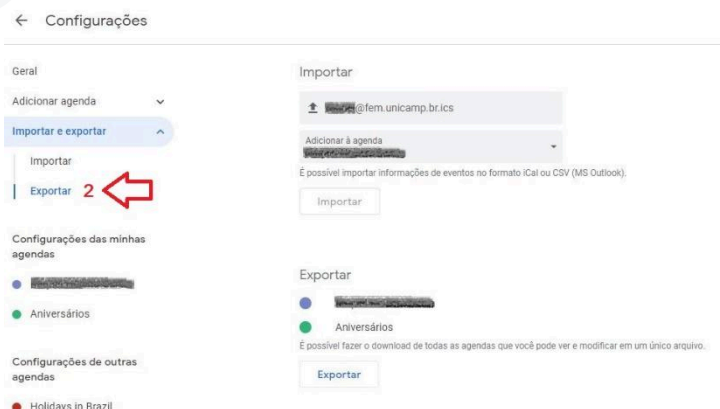 Configurações
Geral
Adicionar agenda
Importar e exportar
Importar
Exportar 2
Configurações das minhas
agendas
Aniversários
Configurações de outras
agendas
Holidays in Brazil
Importar
@fem.unicamp.br.ics
Adicionar à agenda
É possível importar informações de eventos no formato iCal ou CSV (MS Outlook).
Importar
Exportar
Aniversários
É possível fazer o download de todas as agendas que você pode ver e modificar em um único arquivo.
Exportar